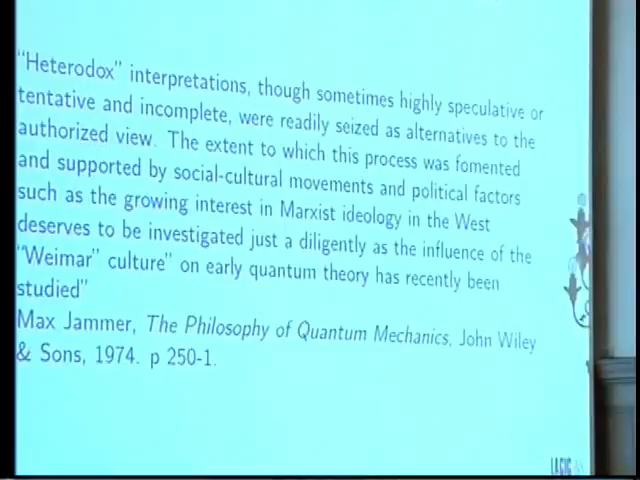 "Heterodox" interpretations, though sometimes highly speculative or
tentative and incomplete, were readily seized as alternatives to the
authorized view. The extent to which this process was fomented
and supported by social-cultural movements and political factors
such as the growing interest in Marxist ideology in the West
deserves to be investigated just a diligently as the influence of the
"Weimar" culture" on early quantum theory has recently been
studied"
Max Jammer, The Philosophy of Quantum Mechanics, John Wiley
& Sons, 1974. p 250-1.